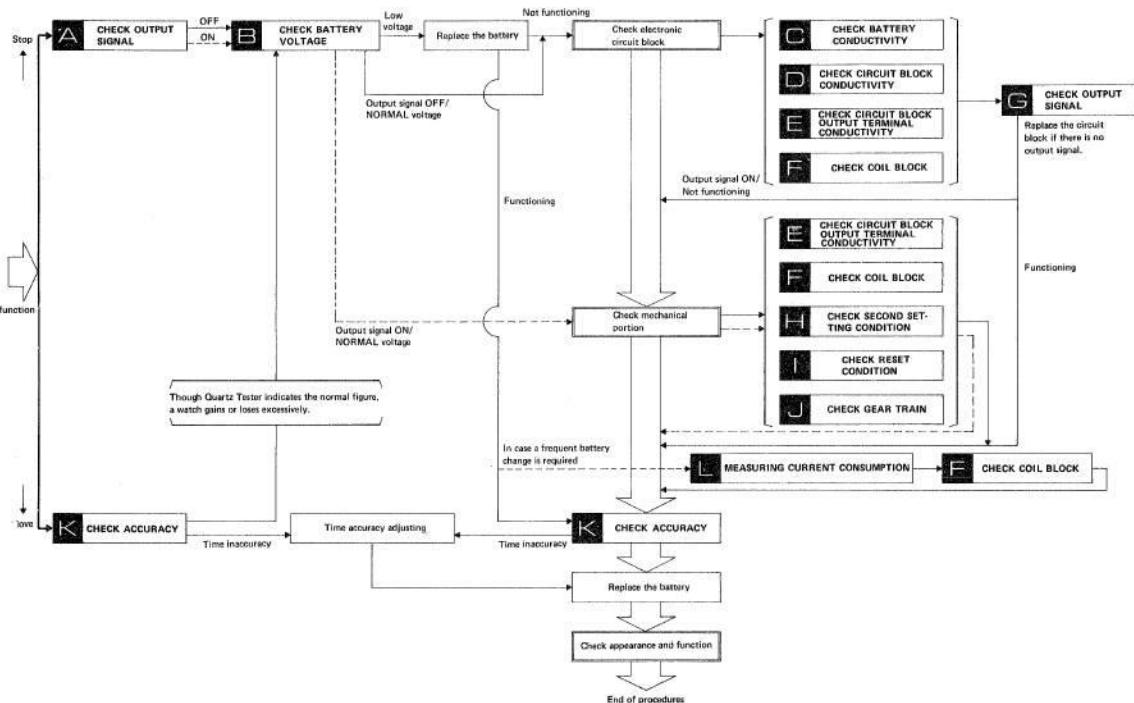 Stop
A CHECK OUTPUT
SIGNAL
OFF
ON
B CHECK BATTERY
VOLTAGE
Low
voltage
Replace the battery
Not functioning
Check electronic
circuit block
C CHECK BATTERY
CONDUCTIVITY
D CHECK CIRCUIT BLOCK
CONDUCTIVITY
E CHECK CIRCUIT BLOCK
OUTPUT TERMINAL
CONDUCTIVITY
F CHECK COIL BLOCK
G CHECK OUTPUT
SIGNAL
Replace the circuit
block if there is no
output signal.
Output signal OFF/
NORMAL voltage
Output signal ON/
Not functioning
Functioning
E CHECK CIRCUIT BLOCK
OUTPUT TERMINAL
CONDUCTIVITY
F CHECK COIL BLOCK
H CHECK SECOND SET-
TING CONDITION
I CHECK RESET
CONDITION
J CHECK GEAR TRAIN
Functioning
function
Output signal ON/
NORMAL voltage
Check mechanical
portion
Though Quartz Tester indicates the normal figure,
a watch gains or loses excessively.
In case a frequent battery
change is required
L MEASURING CURRENT CONSUMPTION
F CHECK COIL BLOCK
K CHECK ACCURACY
Time inaccuracy
Time accuracy adjusting
Time inaccuracy
K CHECK ACCURACY
Replace the battery
Check appearance and function
End of procedures